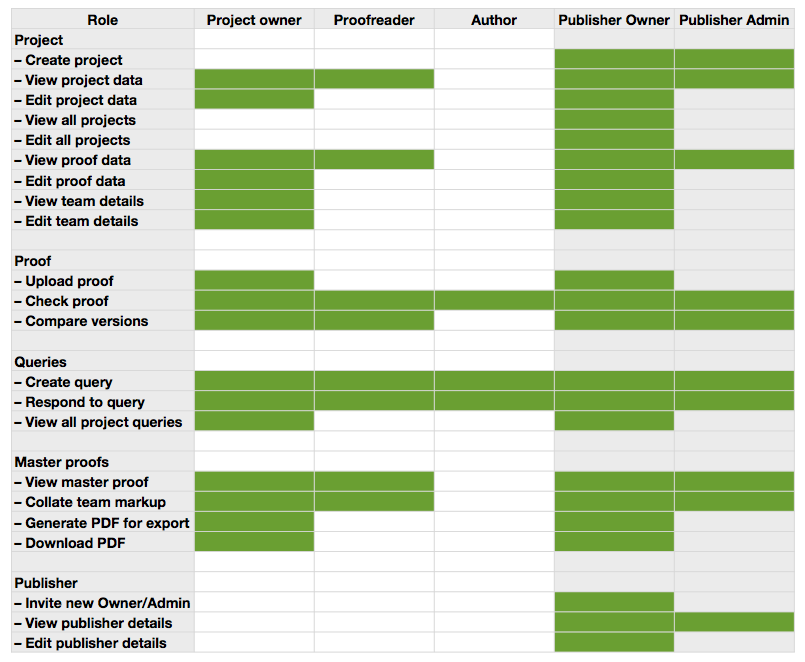 Role Project owner Proofreader Author Publisher Owner Publisher Admin
Project
– Create project
– View project data
– Edit project data
– View all projects
– Edit all projects
– View proof data
– Edit proof data
– View team details
– Edit team details
Proof
– Upload proof
– Check proof
– Compare versions
Queries
– Create query
– Respond to query
– View all project queries
Master proofs
– View master proof
– Collate team markup
– Generate PDF for export
– Download PDF
Publisher
– Invite new Owner/Admin
– View publisher details
– Edit publisher details